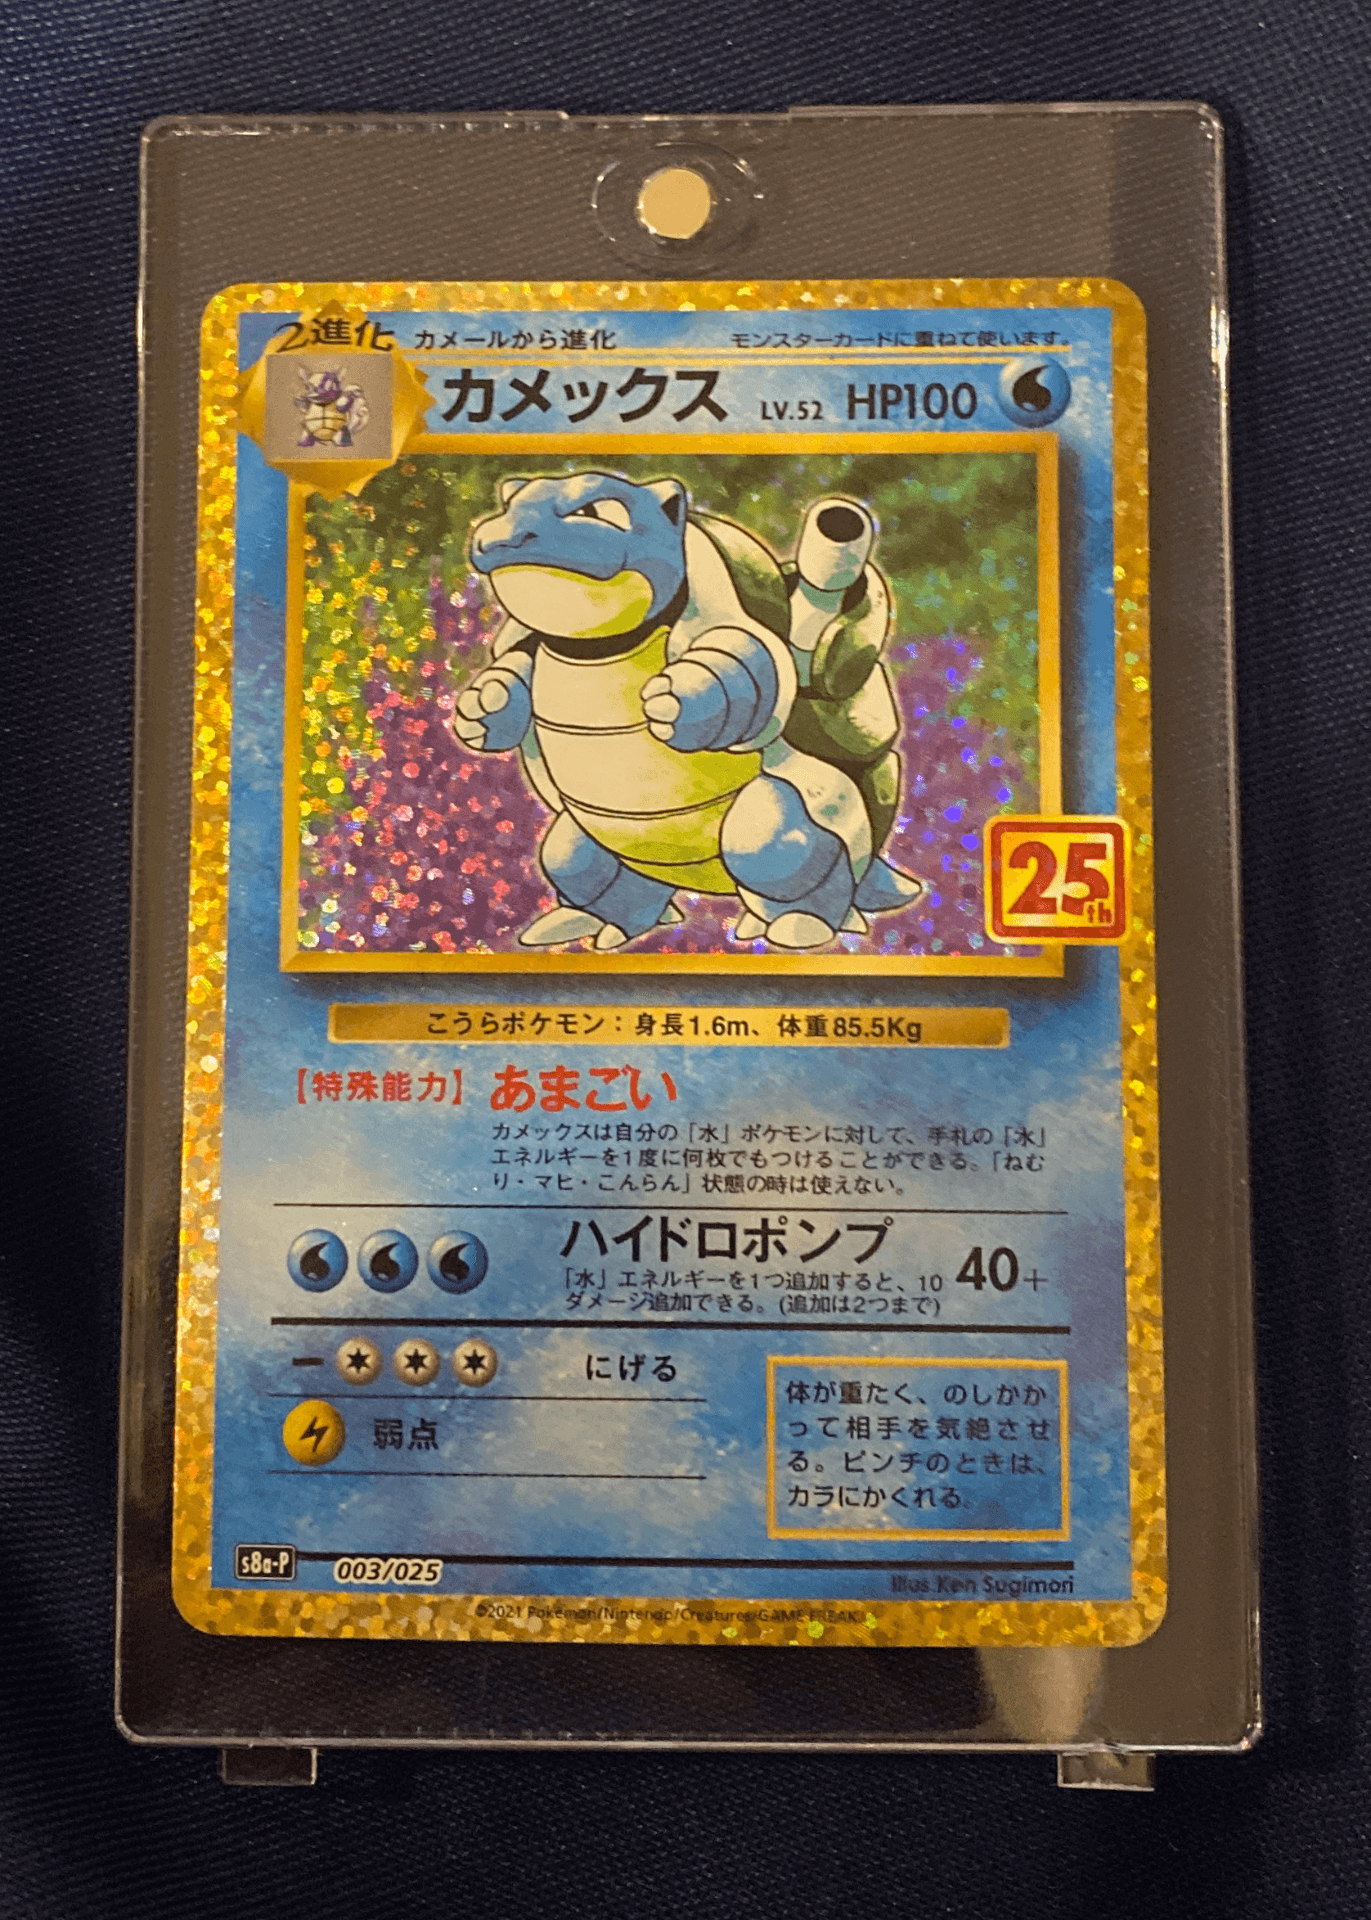 2進化 カメールから進化 モンスターカードに重ねて使います。
カメックス LV.52 HP100
25th
こうらポケモン：身長1.6m、体重85.5Kg
【特殊能力】あまごい
カメックスは自分の「水」ポケモンに対して、手札の「水」
エネルギーを1度に何枚でもつけることができる。「ねむ
り・マヒ・こんらん」状態の時は使えない。
ハイドロポンプ 40+
「水」エネルギーを1つ追加すると、10
ダメージ追加できる。(追加は2つまで)
− にげる
弱点
体が重たく、のしかか
って相手を気絶させ
る。ピンチのときは、
カラにかくれる。
s8a-P 003/025
Illus.Ken Sugimori
©2021 Pokémon/Nintendo/Creatures/GAME FREAK.